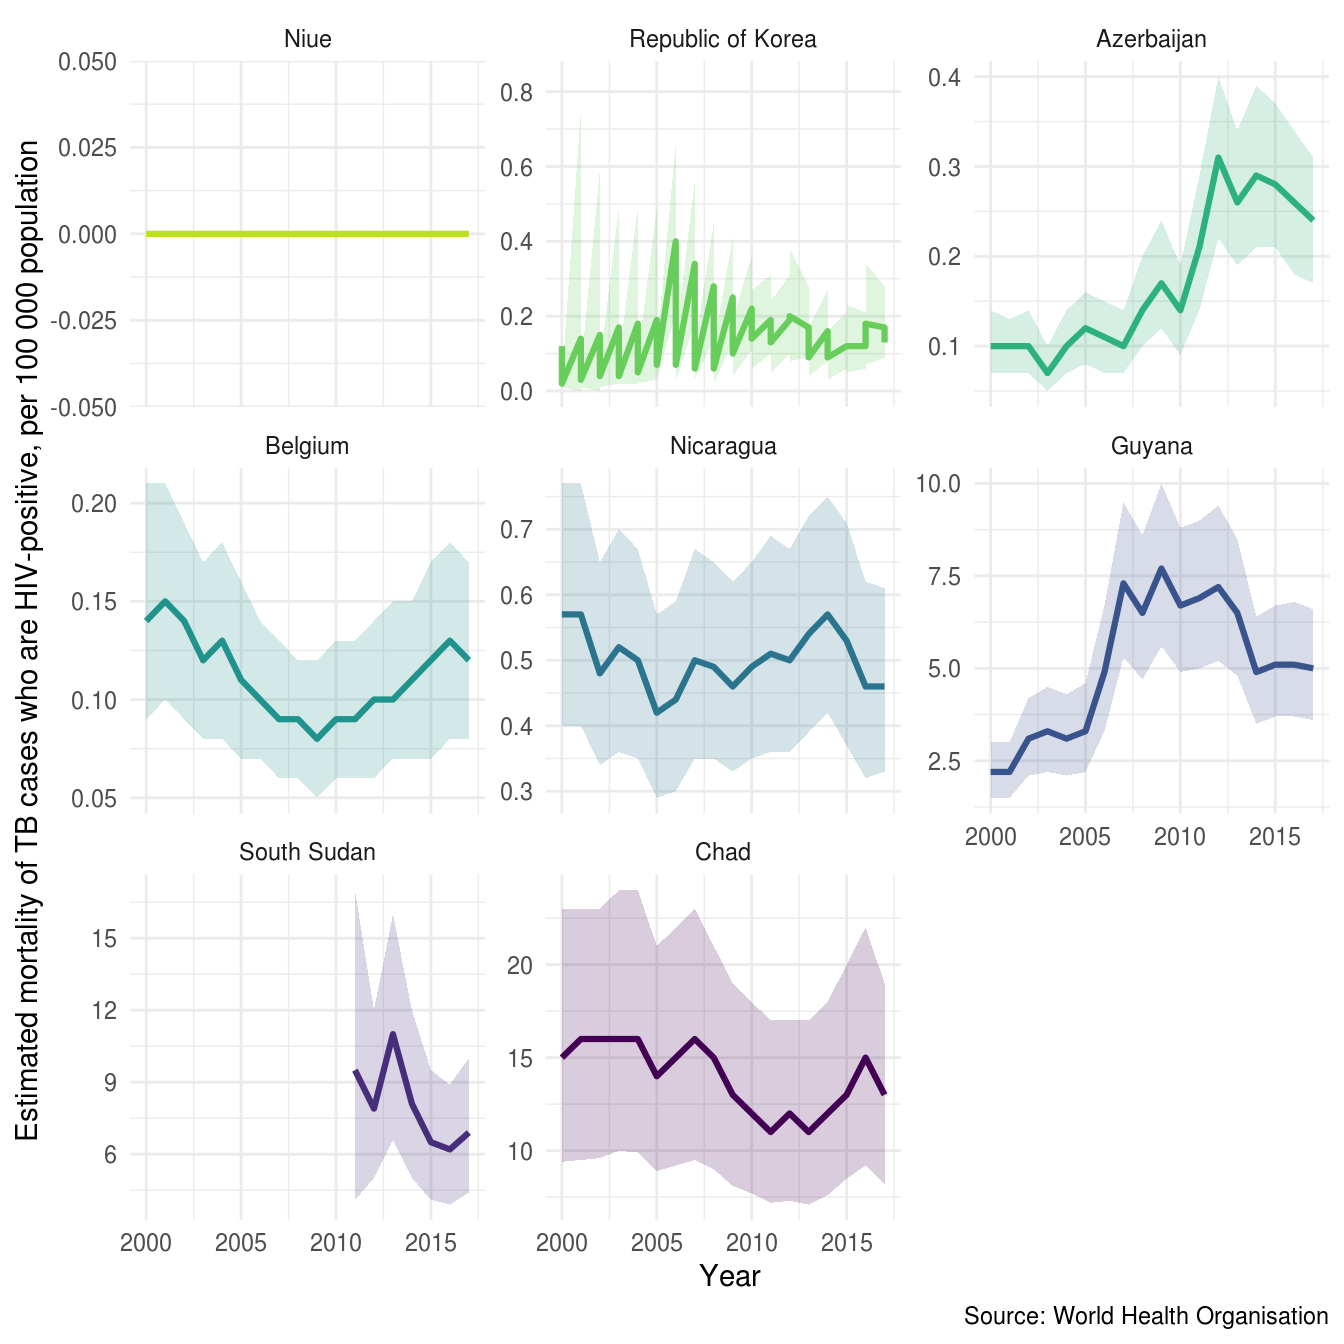 Estimated mortality of TB cases who are HIV-positive, per 100 000 population
Niue
0.050
0.025
0.000
-0.025
-0.050
Republic of Korea
0.8
0.6
0.4
0.2
0.0
Azerbaijan
0.4
0.3
0.2
0.1
Belgium
0.20
0.15
0.10
0.05
Nicaragua
0.7
0.6
0.5
0.4
0.3
Guyana
10.0
7.5
5.0
2.5
2000 2005 2010 2015
South Sudan
15
12
9
6
2000 2005 2010 2015
Chad
20
15
10
2000 2005 2010 2015
Year
Source: World Health Organisation